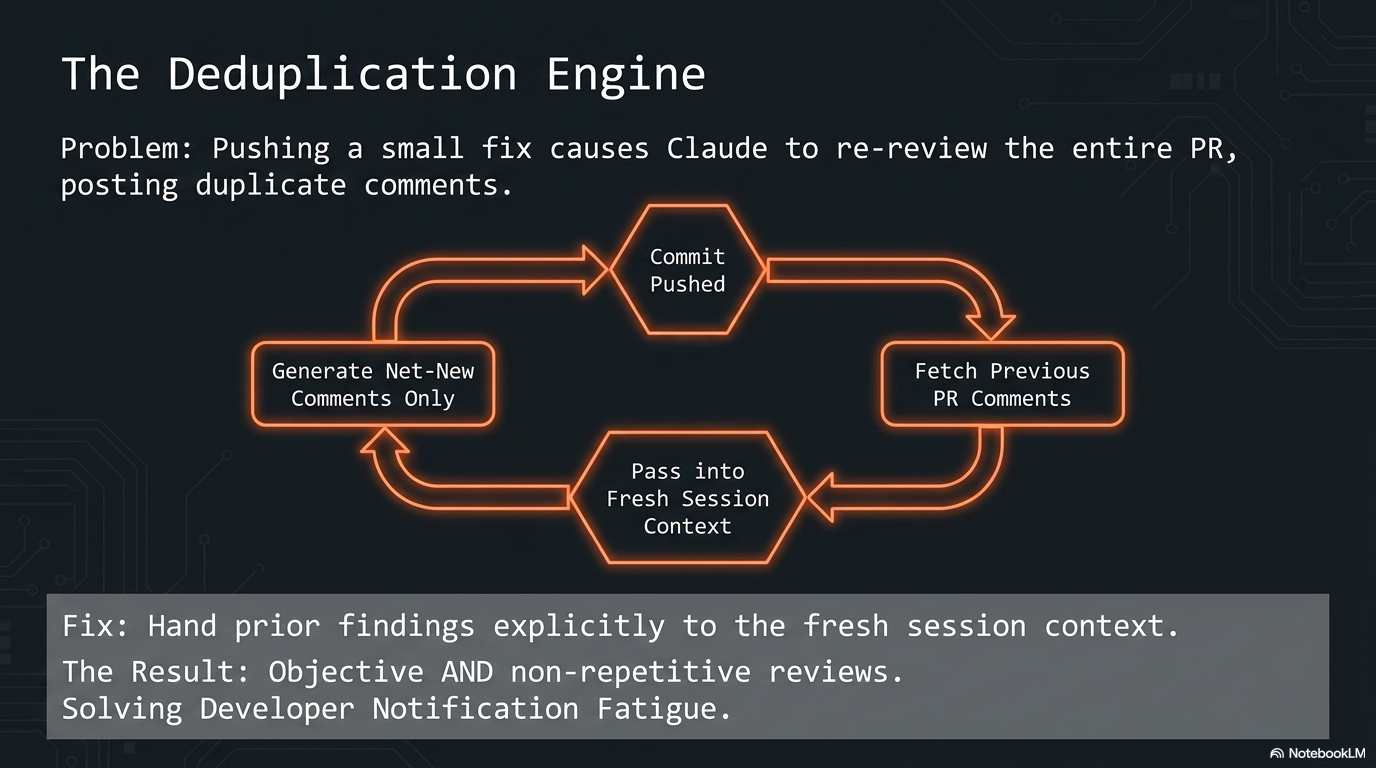 The Deduplication Engine
Problem: Pushing a small fix causes Claude to re-review the entire PR,
posting duplicate comments.
Commit
Pushed
Generate Net-New
Comments Only
Fetch Previous
PR Comments
Pass into
Fresh Session
Context
Fix: Hand prior findings explicitly to the fresh session context.
The Result: Objective AND non-repetitive reviews.
Solving Developer Notification Fatigue.
NotebookLM